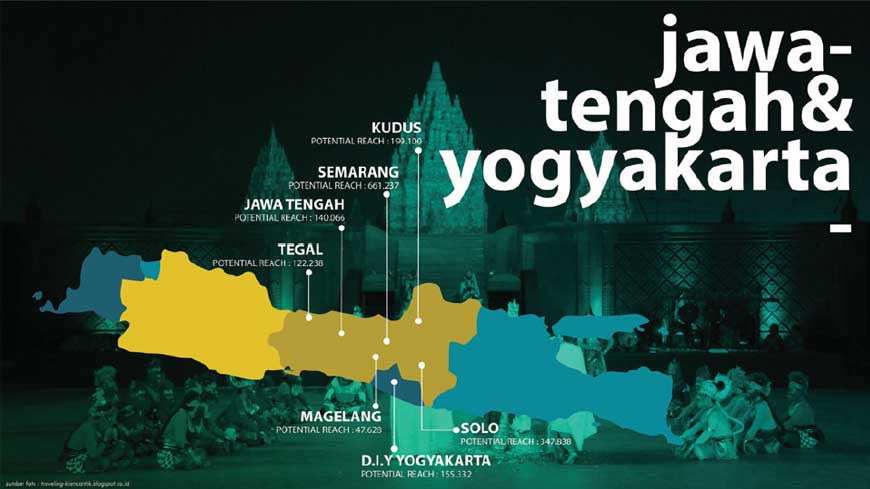 jawa-
tengah&
yogyakarta
-
KUDUS
POTENTIAL REACH : 199.100
SEMARANG
POTENTIAL REACH : 661.237
JAWA TENGAH
POTENTIAL REACH : 140.066
TEGAL
POTENTIAL REACH : 122.238
MAGELANG
POTENTIAL REACH : 47.623
SOLO
POTENTIAL REACH : 347.838
D.I.Y YOGYAKARTA
POTENTIAL REACH : 155.332
sumber foto : traveling-kiencantik.blogspot.co.id